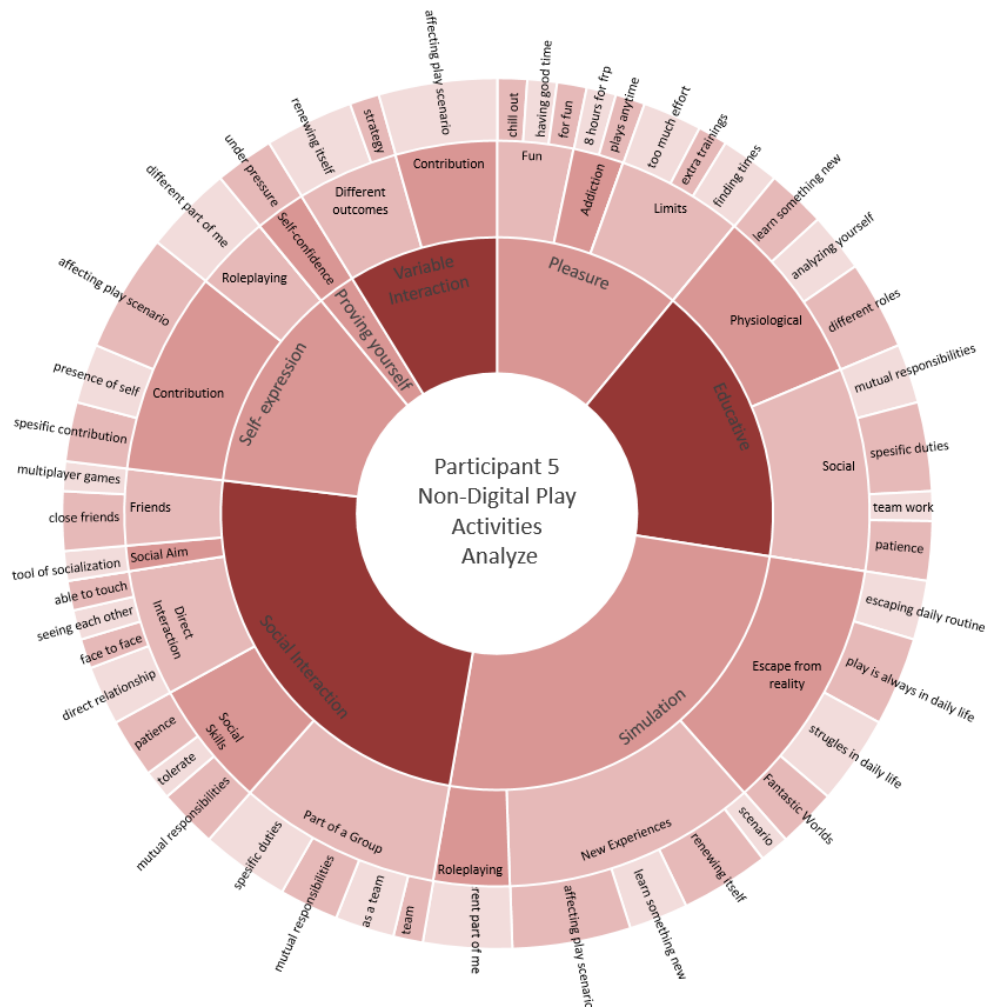 Participant 5
Non-Digital Play
Activities
Analyze
Pleasure
Fun
chill out
having good time
for fun
Addiction
8 hours for frp
plays anytime
Limits
too much effort
extra trainings
finding times
Educative
Physiological
learn something new
analyzing yourself
different roles
Social
mutual responsibilities
spesific duties
team work
patience
Simulation
Escape from
reality
escaping daily routine
play is always in daily life
strugles in daily life
Fantastic Worlds
New Experiences
scenario
renewing itself
learn something new
affecting play scenario
Roleplaying
rent part of me
Social Interaction
Part of a Group
team
as a team
mutual responsibilities
spesific duties
Social
Skills
mutual responsibilities
tolerate
patience
Direct
Interaction
direct relationship
face to face
seeing each other
able to touch
Social Aim
tool of socialization
Friends
close friends
multiplayer games
Self- expression
Contribution
spesific contribution
presence of self
affecting play scenario
Roleplaying
different part of me
Proving yourself
Self-confidence
under pressure
Variable
Interaction
Different
outcomes
renewing itself
strategy
Contribution
affecting play scenario